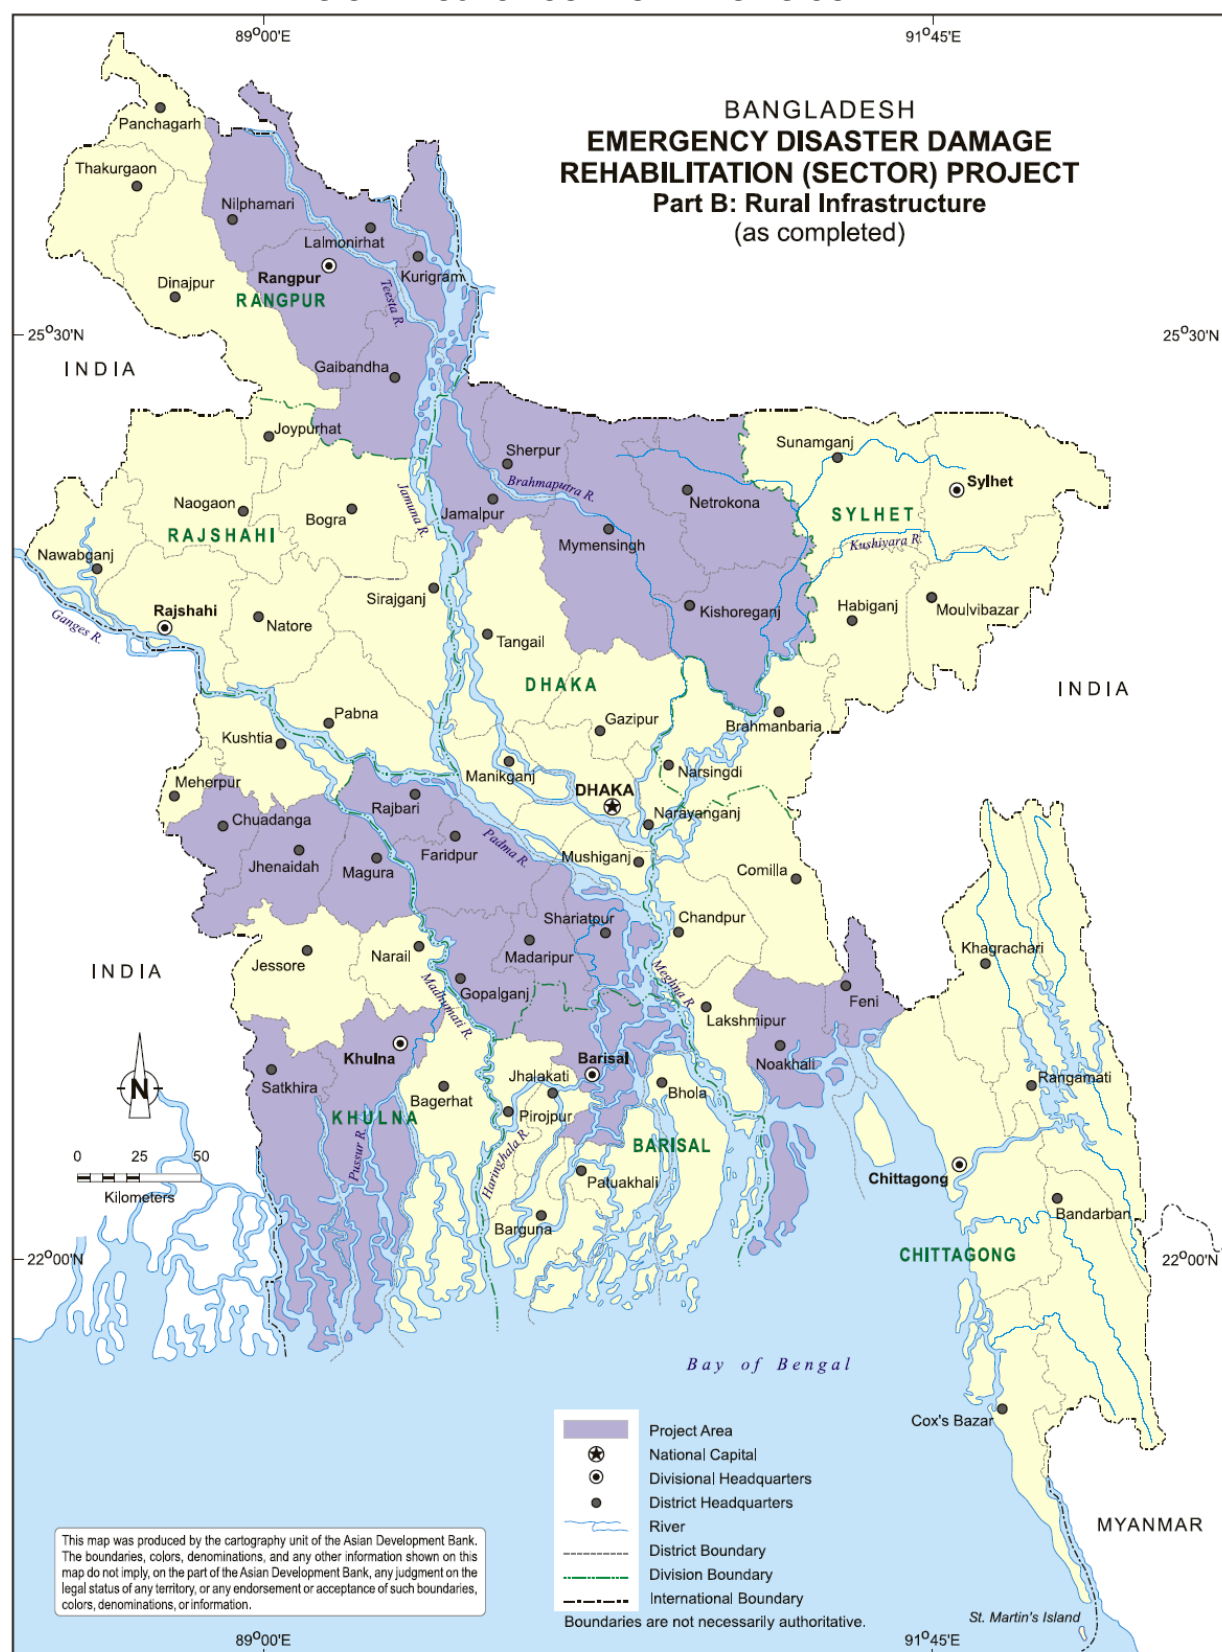 89°00'E
91°45'E
BANGLADESH
EMERGENCY DISASTER DAMAGE
REHABILITATION (SECTOR) PROJECT
Part B: Rural Infrastructure
(as completed)
Panchagarh
Thakurgaon
Nilphamari
Lalmonirhat
Rangpur
Kurigram
Dinajpur
RANGPUR
Teesta R.
25°30'N
25°30'N
INDIA
Gaibandha
Joypurhat
Sherpur
Sunamganj
Brahmaputra R.
Netrokona
Sylhet
Naogaon
Bogra
Jamuna R.
Jamalpur
SYLHET
RAJSHAHI
Mymensingh
Kushiyara R.
Nawabganj
Sirajganj
Kishoreganj
Habiganj
Moulvibazar
Rajshahi
Ganges R.
Natore
Tangail
DHAKA
INDIA
Pabna
Gazipur
Brahmanbaria
Kushtia
Manikganj
Narsingdi
Meherpur
DHAKA
Rajbari
Narayanganj
Chuadanga
Faridpur
Padma R.
Mushiganj
Jhenaidah
Magura
Comilla
Shariatpur
Chandpur
Khagrachari
Narail
Jessore
Madaripur
INDIA
Meghna R.
Gopalganj
Madhumati R.
Feni
Lakshmipur
Khulna
Barisal
Noakhali
N
Satkhira
Jhalakati
Bhola
Rangamati
Bagerhat
Pirojpur
KHULNA
BARISAL
Pussur R.
Haringhala R.
0 25 50
Kilometers
Patuakhali
Chittagong
Barguna
Bandarban
22°00'N
CHITTAGONG
22°00'N
Bay of Bengal
Cox's Bazar
Project Area
National Capital
Divisional Headquarters
District Headquarters
River
District Boundary
Division Boundary
International Boundary
Boundaries are not necessarily authoritative.
MYANMAR
This map was produced by the cartography unit of the Asian Development Bank.
The boundaries, colors, denominations, and any other information shown on this
map do not imply, on the part of the Asian Development Bank, any judgment on the
legal status of any territory, or any endorsement or acceptance of such boundaries,
colors, denominations, or information.
St. Martin's Island
89°00'E
91°45'E